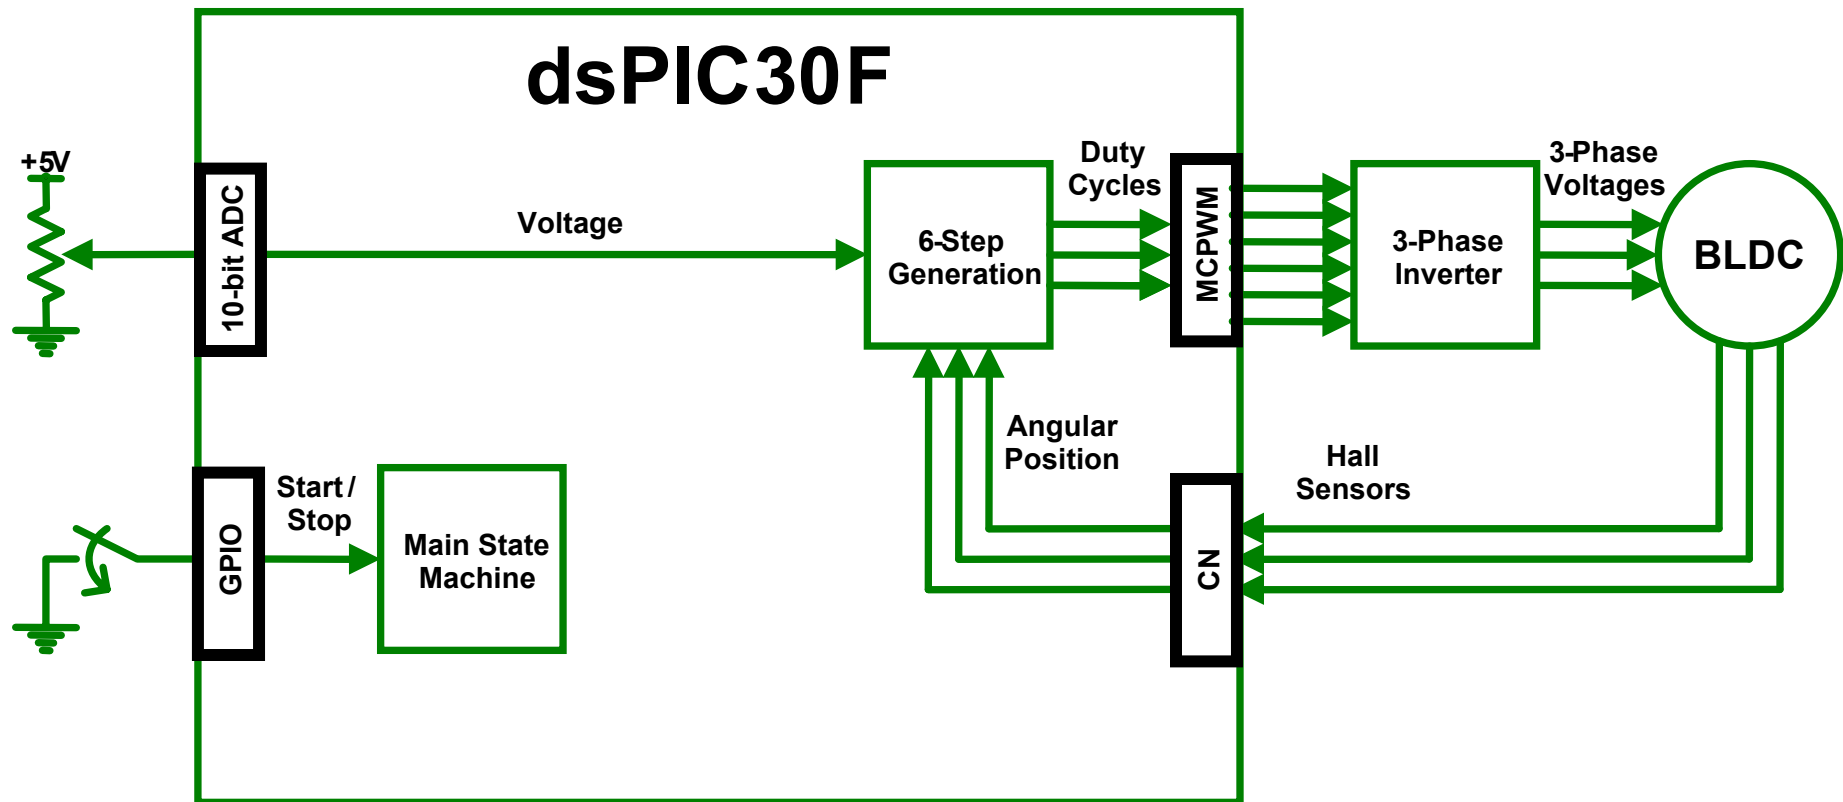 dsPIC30F
+5V
10-bit ADC
Voltage
6-Step
Generation
Duty
Cycles
MCPWM
3-Phase
Inverter
3-Phase
Voltages
BLDC
Angular
Position
Hall
Sensors
CN
GPIO
Start /
Stop
Main State
Machine